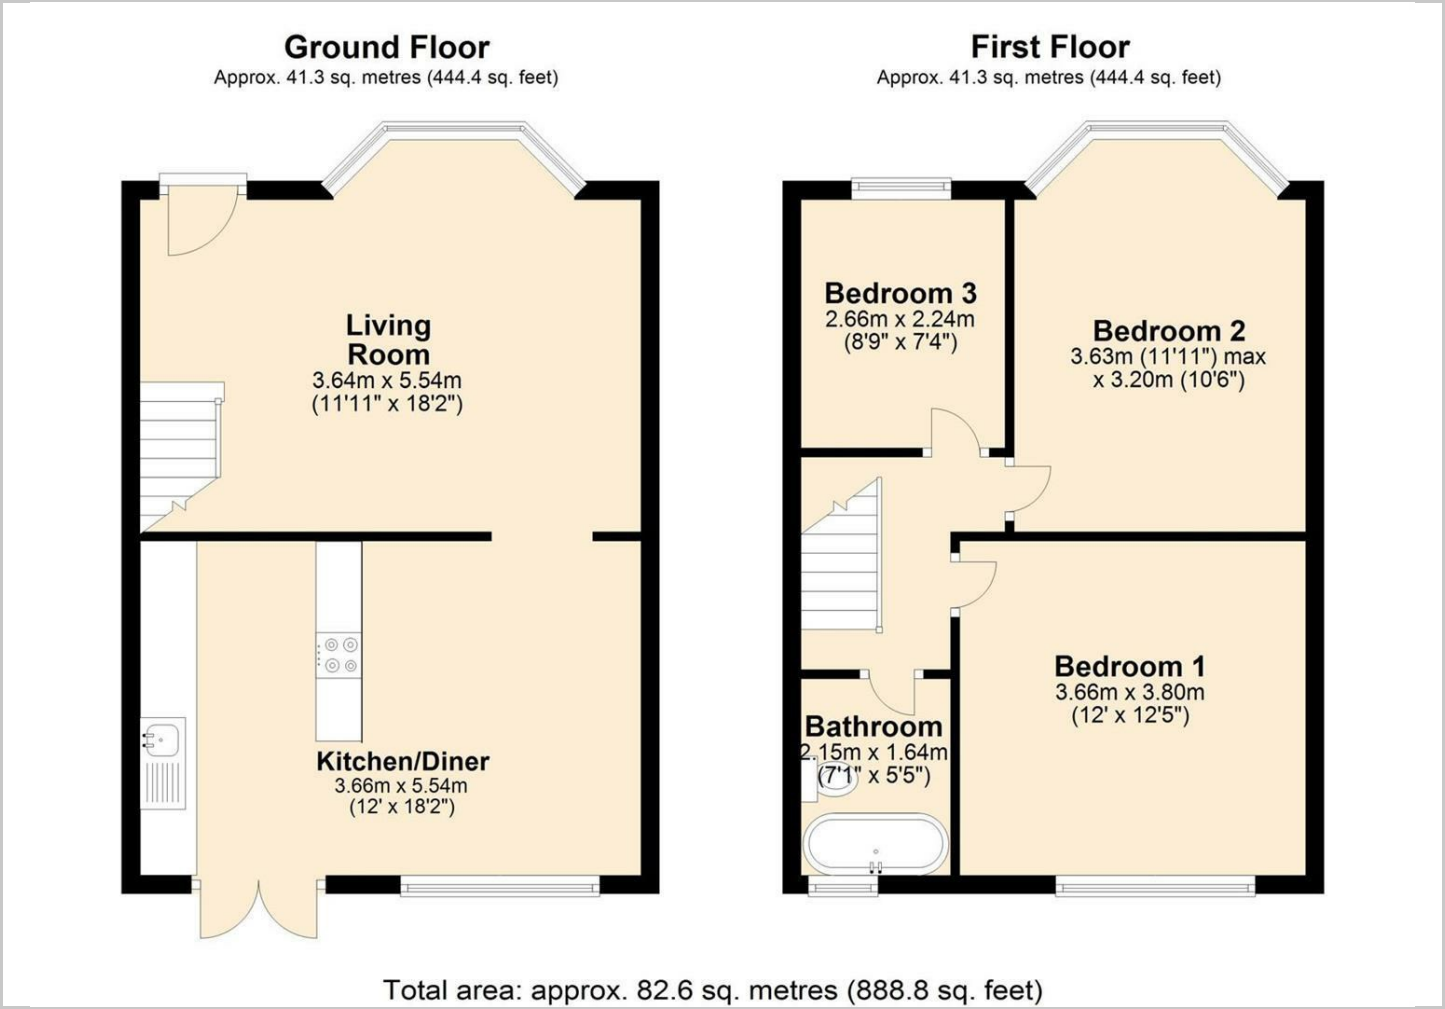 Ground Floor
Approx. 41.3 sq. metres (444.4 sq. feet)
Living
Room
3.64m x 5.54m
(11'11" x 18'2")
Kitchen/Diner
3.66m x 5.54m
(12' x 18'2")
First Floor
Approx. 41.3 sq. metres (444.4 sq. feet)
Bedroom 3
2.66m x 2.24m
(8'9" x 7'4")
Bedroom 2
3.63m (11'11") max
x 3.20m (10'6")
Bedroom 1
3.66m x 3.80m
(12' x 12'5")
Bathroom
2.15m x 1.64m
(7'1" x 5'5")
Total area: approx. 82.6 sq. metres (888.8 sq. feet)